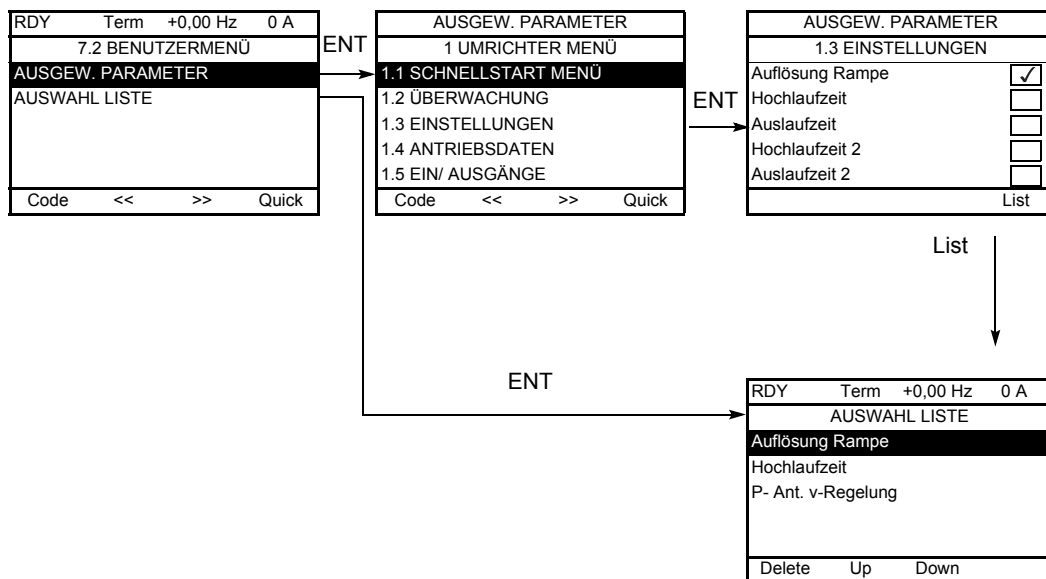 RDY Term +0,00 Hz 0 A
7.2 BENUTZERMENÜ
AUSGEW. PARAMETER
AUSWAHL LISTE
Code << >> Quick
ENT
AUSGEW. PARAMETER
1 UMRICHTER MENÜ
1.1 SCHNELLSTART MENÜ
1.2 ÜBERWACHUNG
1.3 EINSTELLUNGEN
1.4 ANTRIEBSDATEN
1.5 EIN/ AUSGÄNGE
Code << >> Quick
ENT
AUSGEW. PARAMETER
1.3 EINSTELLUNGEN
Auflösung Rampe ✓
Hochlaufzeit
Auslaufzeit
Hochlaufzeit 2
Auslaufzeit 2
List
List
ENT
RDY Term +0,00 Hz 0 A
AUSWAHL LISTE
Auflösung Rampe
Hochlaufzeit
P- Ant. v-Regelung
Delete Up Down